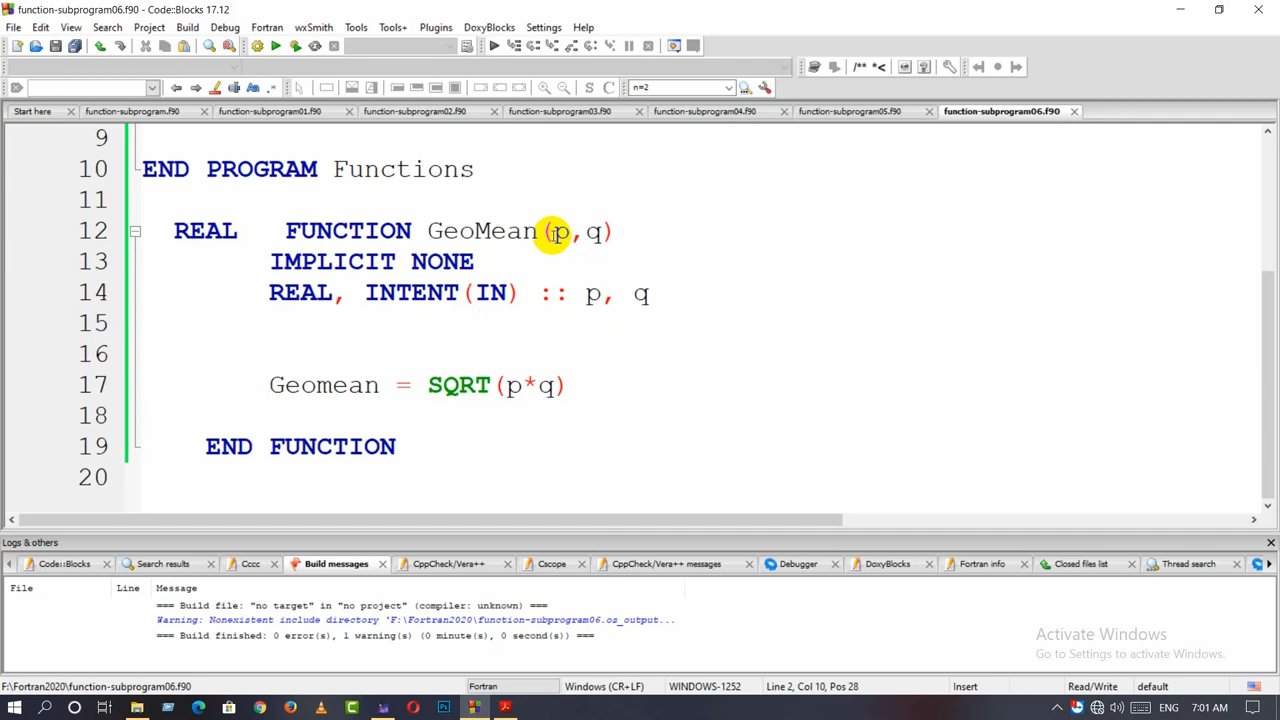 function-subprogram06.f90 - Code::Blocks 17.12
File Edit View Search Project Build Debug Fortran wxSmith Tools Tools+ Plugins DoxyBlocks Settings Help
/** *<
S C n=2
Start here function-subprogram.f90 function-subprogram01.f90 function-subprogram02.f90 function-subprogram03.f90 function-subprogram04.f90 function-subprogram05.f90 function-subprogram06.f90
9
10 END PROGRAM Functions
11
12 REAL FUNCTION GeoMean(p,q)
13 IMPLICIT NONE
14 REAL, INTENT(IN) :: p, q
15
16
17 Geomean = SQRT(p*q)
18
19 END FUNCTION
20
Logs & others
Code::Blocks Search results Cccc Build messages CppCheck/Vera++ Cscope CppCheck/Vera++ messages Debugger DoxyBlocks Fortran info Closed files list Thread search
File Line Message
=== Build file: "no target" in "no project" (compiler: unknown) ===
Warning: Nonexistent include directory 'F:\Fortran2020\function-subprogram06.os_output...
=== Build finished: 0 error(s), 1 warning(s) (0 minute(s), 0 second(s)) ===
Activate Windows
Go to Settings to activate Windows.
F:\Fortran2020\function-subprogram06.f90 Fortran Windows (CR+LF) WINDOWS-1252 Line 2, Col 10, Pos 28 Insert Read/Write default
ENG 7:01 AM